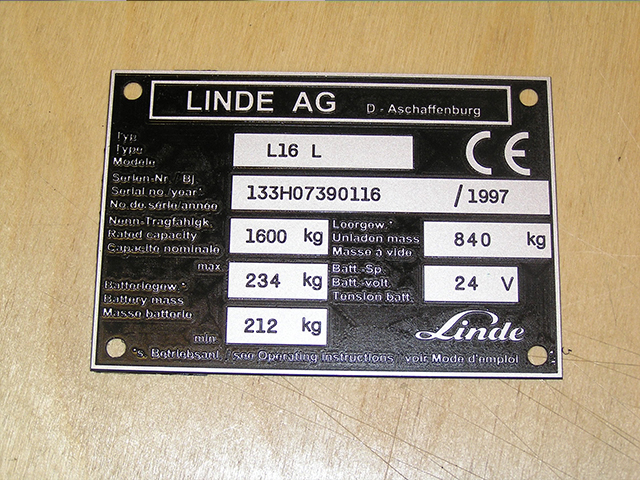 LINDE AG D - Aschaffenburg
Typ
Type
Modèle
L16 L
CE
Serien-Nr./Bj.
Serial no./year*
No.de série/année
133H07390116 / 1997
Nenn-Tragfähigk.
Rated capacity
Capacité nominale
1600 kg
Leergew.*
Unladen mass
Masse à vide
840 kg
max
Batteriegew.*
Battery mass
Masse batterie
min
234 kg
212 kg
Batt.-Sp.
Batt.-volt.
Tension batt.
24 V
Linde
*s. Betriebsanl. / see Operating instructions / voir Mode d'emploi